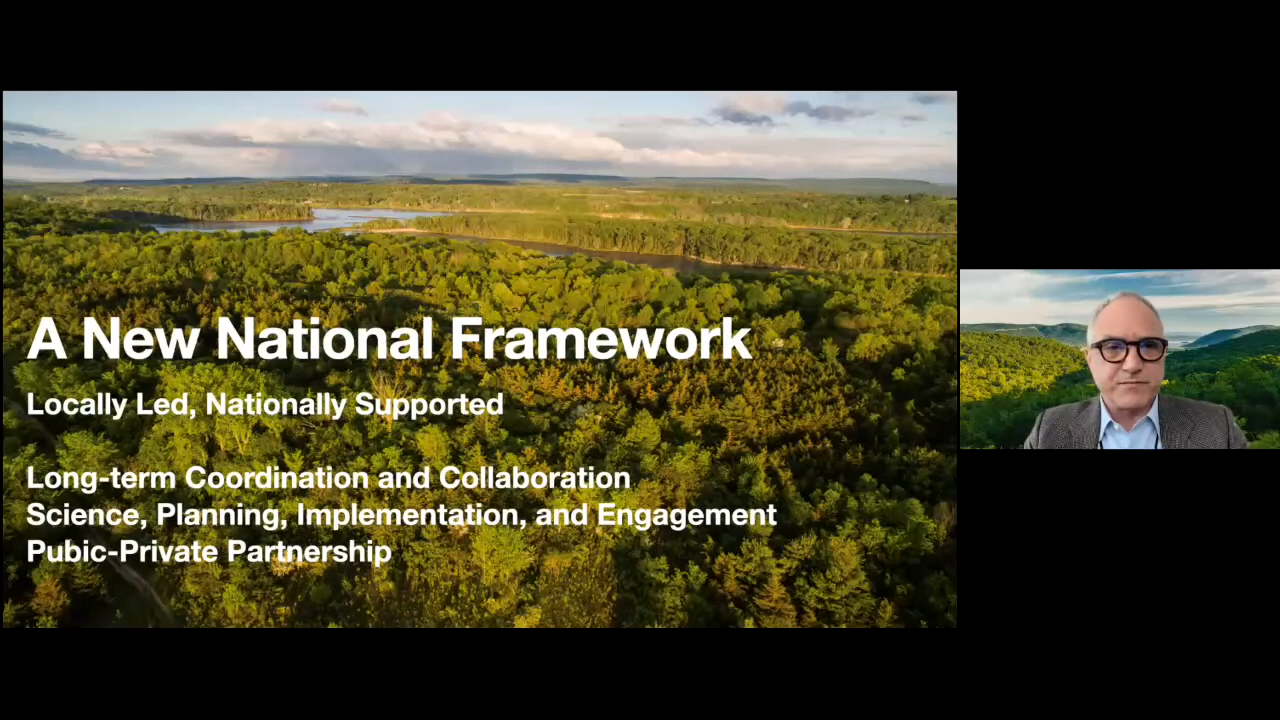 A New National Framework
Locally Led, Nationally Supported
Long-term Coordination and Collaboration
Science, Planning, Implementation, and Engagement
Pubic-Private Partnership